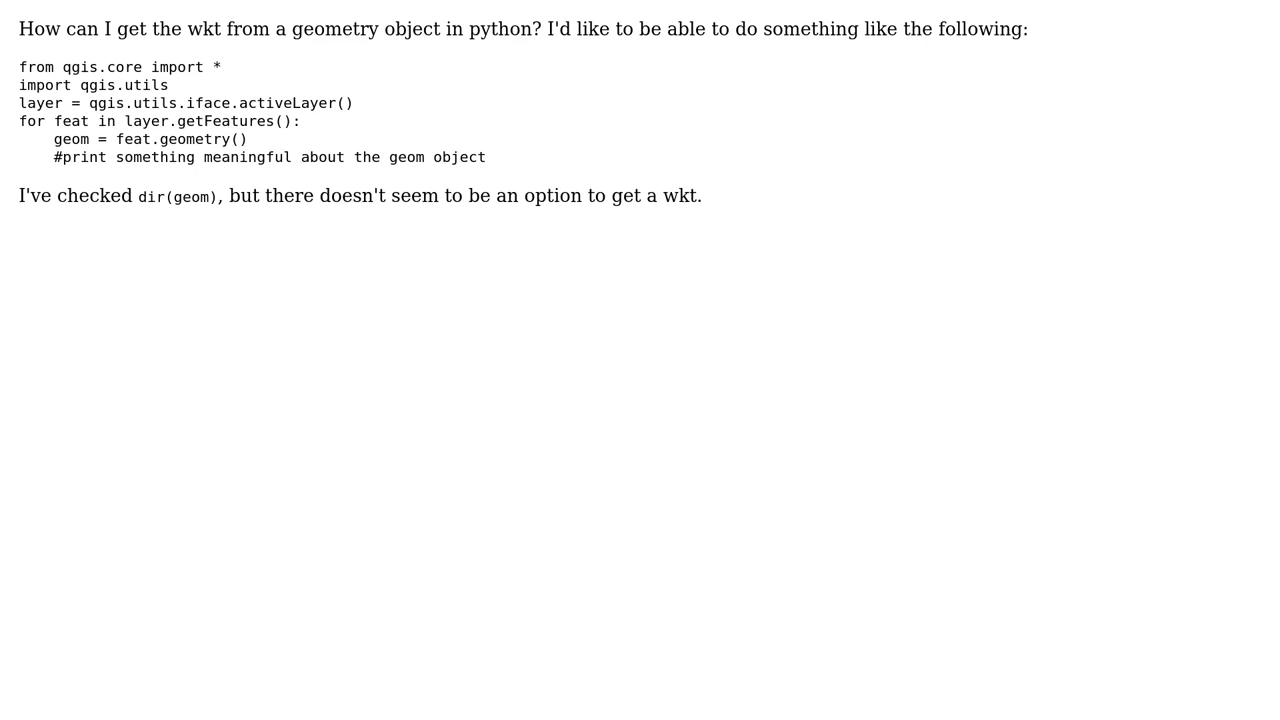 How can I get the wkt from a geometry object in python? I'd like to be able to do something like the following:
from qgis.core import *
import qgis.utils
layer = qgis.utils.iface.activeLayer()
for feat in layer.getFeatures():
    geom = feat.geometry()
    #print something meaningful about the geom object
I've checked dir(geom), but there doesn't seem to be an option to get a wkt.